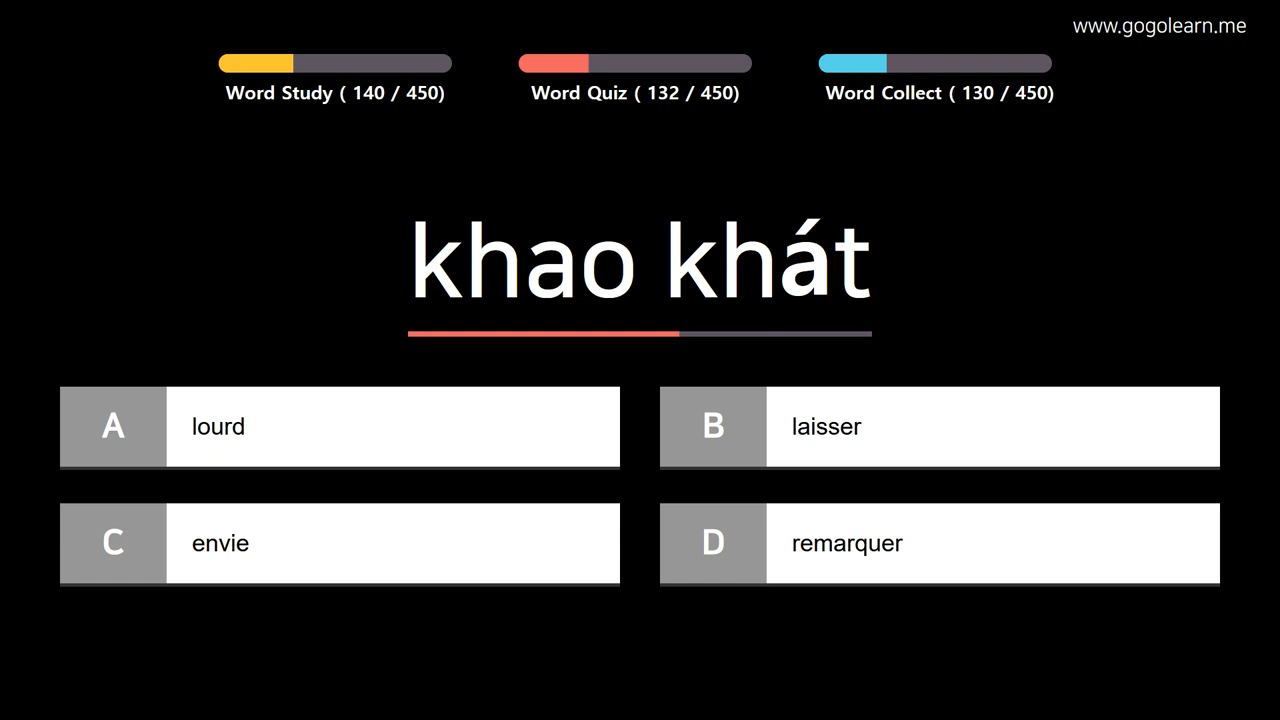 www.gogolearn.me
Word Study ( 140 / 450)
Word Quiz ( 132 / 450)
Word Collect ( 130 / 450)
khao khát
A lourd
B laisser
C envie
D remarquer